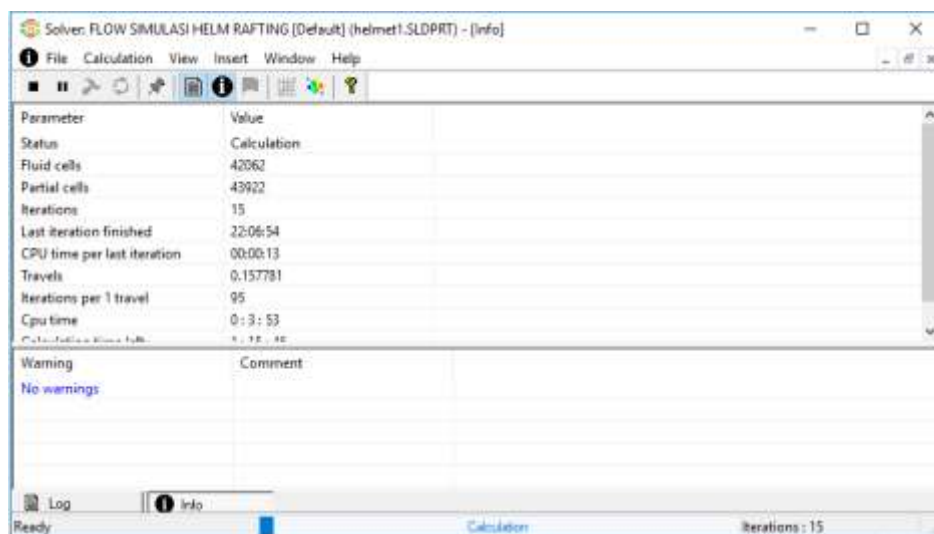 Solver: FLOW SIMULASI HELM RAFTING [Default] (helmet1.SLDPRT) - [Info]
File Calculation View Insert Window Help
Parameter Value
Status Calculation
Fluid cells 42062
Partial cells 43922
Iterations 15
Last iteration finished 22:06:54
CPU time per last iteration 00:00:13
Travels 0.157781
Iterations per 1 travel 95
Cpu time 0 : 3 : 53
Calculation time left
Warning Comment
No warnings
Log Info
Ready Calculation Iterations : 15